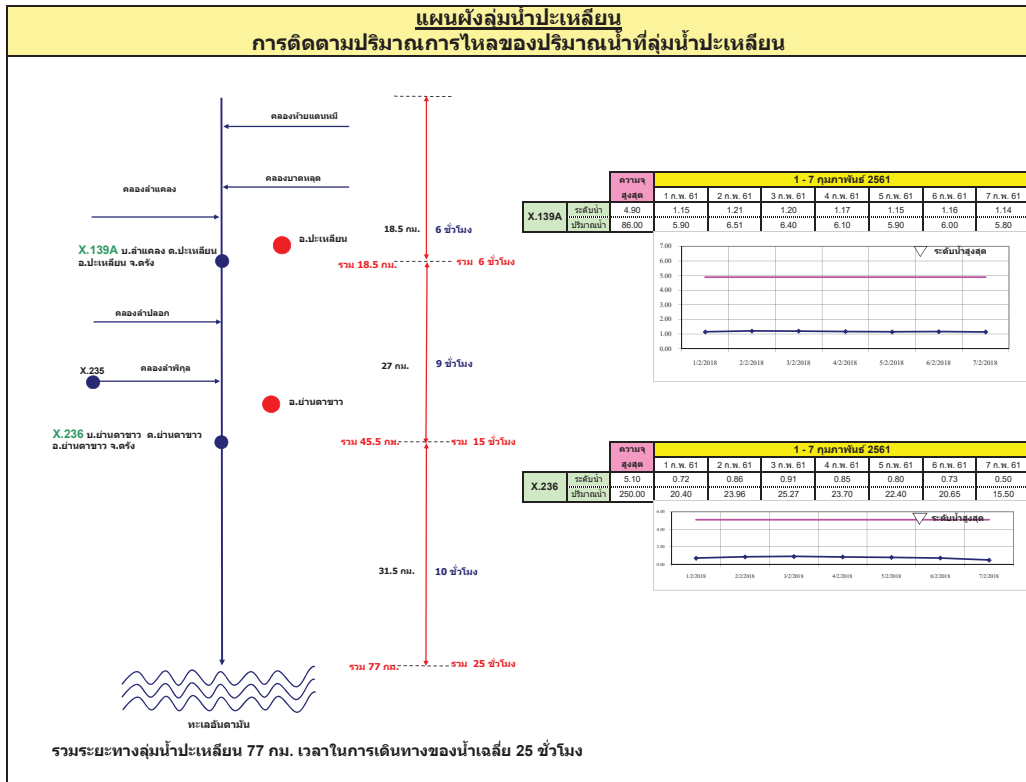 แผนผังลุ่มน้ำปะเหลียน
การติดตามปริมาณการไหลของปริมาณน้ำที่ลุ่มน้ำปะเหลียน
คลองห้วยแดนหมี
คลองบาดหลุด
คลองลำแคลง
18.5 กม.
6 ชั่วโมง
อ.ปะเหลียน
X.139A บ.ลำแคลง ต.ปะเหลียน
อ.ปะเหลียน จ.ตรัง
รวม 18.5 กม.
รวม 6 ชั่วโมง
คลองลำปลอก
X.235
คลองลำพิกุล
27 กม.
9 ชั่วโมง
อ.ย่านตาขาว
X.236 บ.ย่านตาขาว ต.ย่านตาขาว
อ.ย่านตาขาว จ.ตรัง
รวม 45.5 กม.
รวม 15 ชั่วโมง
31.5 กม.
10 ชั่วโมง
รวม 77 กม.
รวม 25 ชั่วโมง
ทะเลอันดามัน
รวมระยะทางลุ่มน้ำปะเหลียน 77 กม. เวลาในการเดินทางของน้ำเฉลี่ย 25 ชั่วโมง
ความจุ 1 - 7 กุมภาพันธ์ 2561
สูงสุด 1 ก.พ. 61 2 ก.พ. 61 3 ก.พ. 61 4 ก.พ. 61 5 ก.พ. 61 6 ก.พ. 61 7 ก.พ. 61
X.139A
ระดับน้ำ 4.90 1.15 1.21 1.20 1.17 1.15 1.16 1.14
ปริมาณน้ำ 86.00 5.90 6.51 6.40 6.10 5.90 6.00 5.80
ระดับน้ำสูงสุด
7.00
6.00
5.00
4.00
3.00
2.00
1.00
0.00
1/2/2018 2/2/2018 3/2/2018 4/2/2018 5/2/2018 6/2/2018 7/2/2018
ความจุ 1 - 7 กุมภาพันธ์ 2561
สูงสุด 1 ก.พ. 61 2 ก.พ. 61 3 ก.พ. 61 4 ก.พ. 61 5 ก.พ. 61 6 ก.พ. 61 7 ก.พ. 61
X.236
ระดับน้ำ 5.10 0.72 0.86 0.91 0.85 0.80 0.73 0.50
ปริมาณน้ำ 250.00 20.40 23.96 25.27 23.70 22.40 20.65 15.50
ระดับน้ำสูงสุด
6.00
4.00
2.00
0.00
1/2/2018 2/2/2018 3/2/2018 4/2/2018 5/2/2018 6/2/2018 7/2/2018